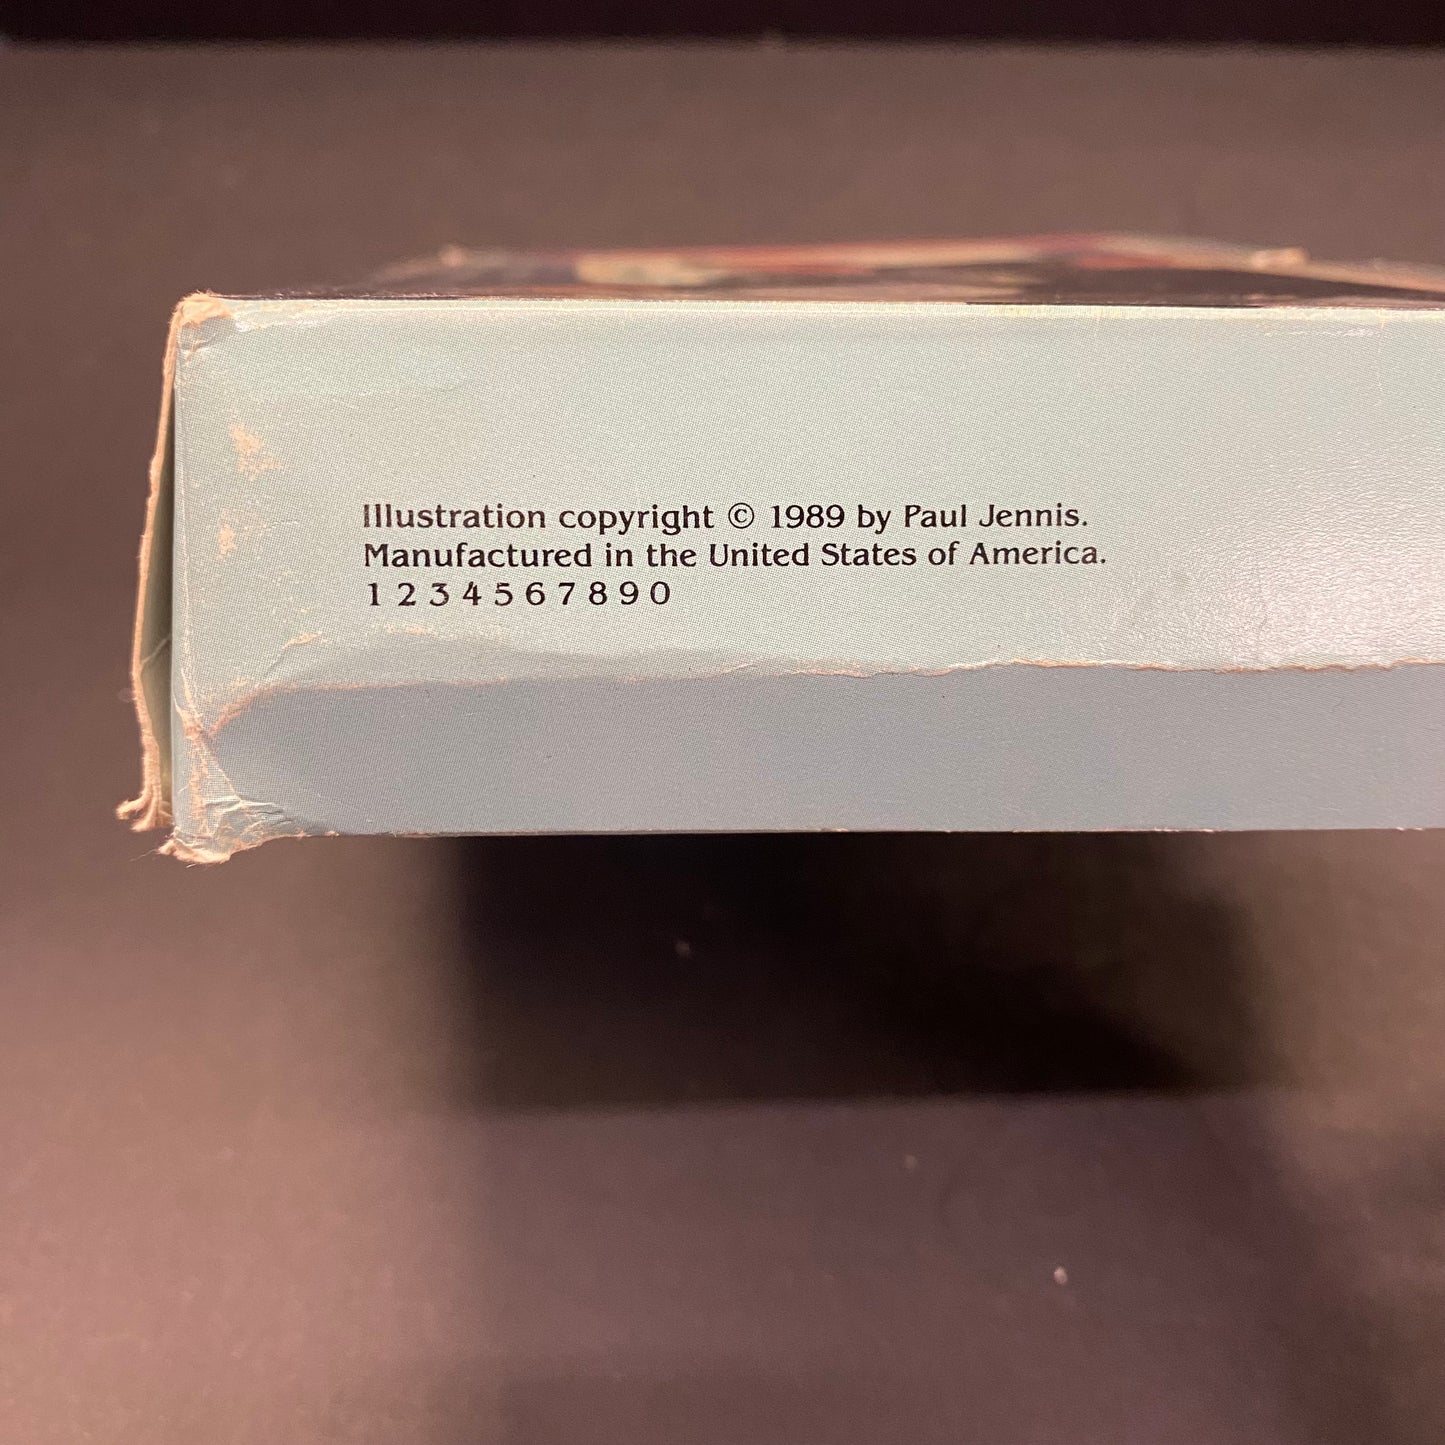 Illustration copyright © 1989 by Paul Jennis.
Manufactured in the United States of America.
1 2 3 4 5 6 7 8 9 0